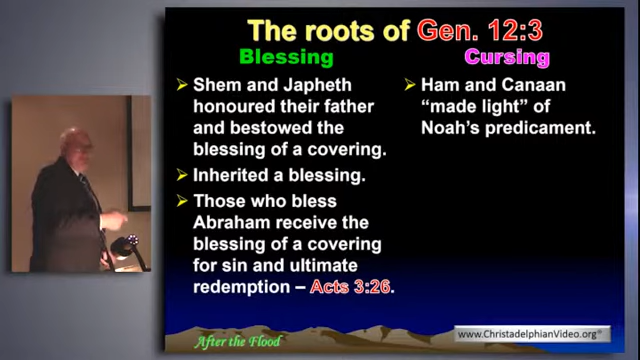 The roots of Gen. 12:3
Blessing
Shem and Japheth
honoured their father
and bestowed the
blessing of a covering.
Inherited a blessing.
Those who bless
Abraham receive the
blessing of a covering
for sin and ultimate
redemption – Acts 3:26.
Cursing
Ham and Canaan
“made light” of
Noah’s predicament.
After the Flood
www.ChristadelphianVideo.org®